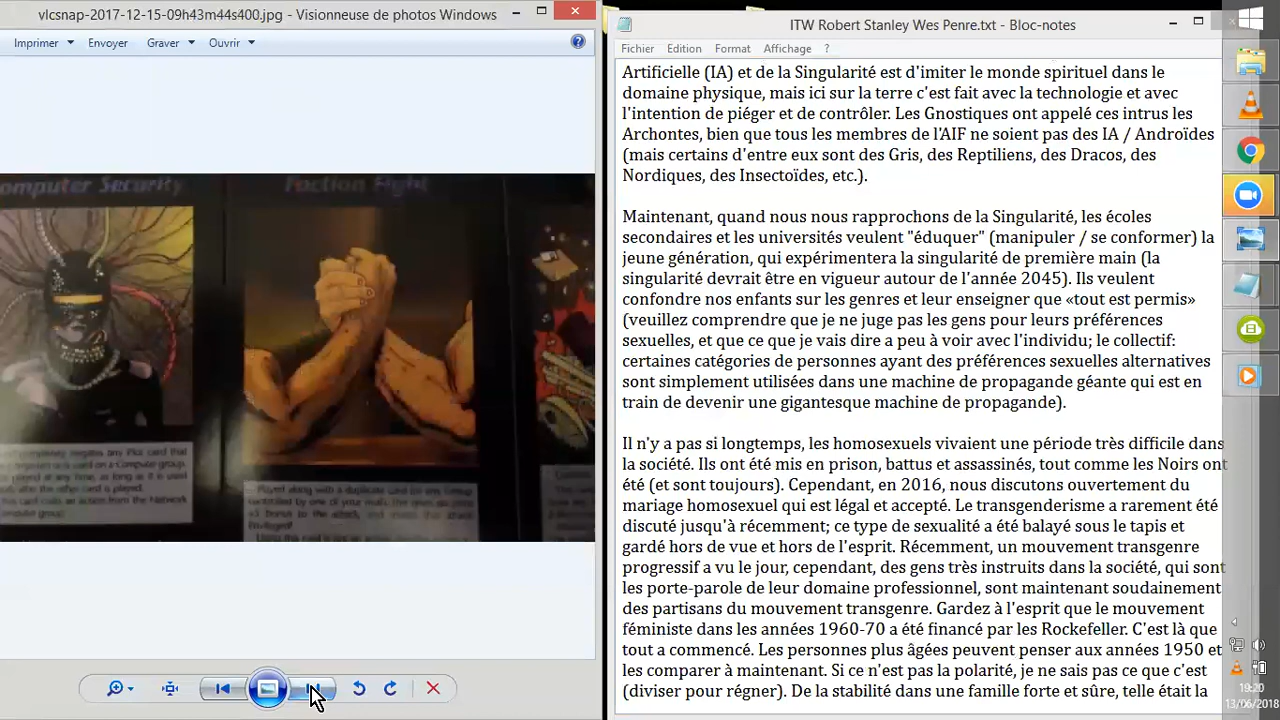 vlcsnap-2017-12-15-09h43m44s400.jpg - Visionneuse de photos Windows
Imprimer Envoyer Graver Ouvrir
omputer Security
Faction Fight
ITW Robert Stanley Wes Penre.txt - Bloc-notes
Fichier Edition Format Affichage ?
Artificielle (IA) et de la Singularité est d'imiter le monde spirituel dans le
domaine physique, mais ici sur la terre c'est fait avec la technologie et avec
l'intention de piéger et de contrôler. Les Gnostiques ont appelé ces intrus les
Archontes, bien que tous les membres de l'AIF ne soient pas des IA / Androïdes
(mais certains d'entre eux sont des Gris, des Reptiliens, des Dracos, des
Nordiques, des Insectoïdes, etc.).
Maintenant, quand nous nous rapprochons de la Singularité, les écoles
secondaires et les universités veulent "éduquer" (manipuler / se conformer) la
jeune génération, qui expérimentera la singularité de première main (la
singularité devrait être en vigueur autour de l'année 2045). Ils veulent
confondre nos enfants sur les genres et leur enseigner que «tout est permis»
(veuillez comprendre que je ne juge pas les gens pour leurs préférences
sexuelles, et que ce que je vais dire a peu à voir avec l'individu; le collectif:
certaines catégories de personnes ayant des préférences sexuelles alternatives
sont simplement utilisées dans une machine de propagande géante qui est en
train de devenir une gigantesque machine de propagande).
Il n'y a pas si longtemps, les homosexuels vivaient une période très difficile dans
la société. Ils ont été mis en prison, battus et assassinés, tout comme les Noirs ont
été (et sont toujours). Cependant, en 2016, nous discutons ouvertement du
mariage homosexuel qui est légal et accepté. Le transgenderisme a rarement été
discuté jusqu'à récemment; ce type de sexualité a été balayé sous le tapis et
gardé hors de vue et hors de l'esprit. Récemment, un mouvement transgenre
progressif a vu le jour, cependant, des gens très instruits dans la société, qui sont
les porte-parole de leur domaine professionnel, sont maintenant soudainement
des partisans du mouvement transgenre. Gardez à l'esprit que le mouvement
féministe dans les années 1960-70 a été financé par les Rockefeller. C'est là que
tout a commencé. Les personnes plus âgées peuvent penser aux années 1950 et
les comparer à maintenant. Si ce n'est pas la polarité, je ne sais pas ce que c'est
(diviser pour régner). De la stabilité dans une famille forte et sûre, telle était la
19:20
13/06/2018